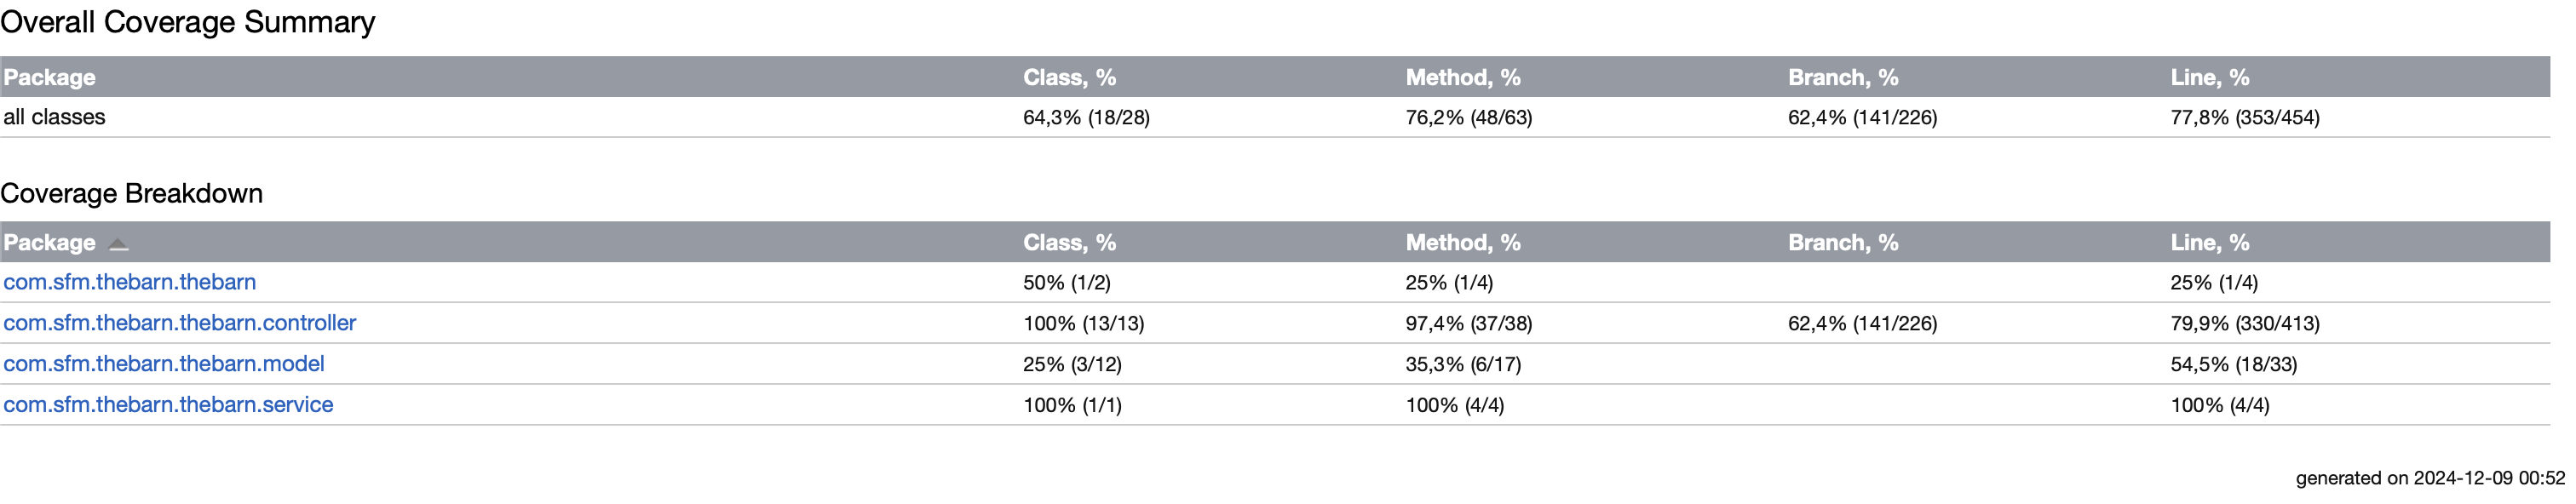 Overall Coverage Summary
Package Class, % Method, % Branch, % Line, %
all classes 64,3% (18/28) 76,2% (48/63) 62,4% (141/226) 77,8% (353/454)
Coverage Breakdown
Package Class, % Method, % Branch, % Line, %
com.sfm.thebarn.thebarn 50% (1/2) 25% (1/4) 25% (1/4)
com.sfm.thebarn.thebarn.controller 100% (13/13) 97,4% (37/38) 62,4% (141/226) 79,9% (330/413)
com.sfm.thebarn.thebarn.model 25% (3/12) 35,3% (6/17) 54,5% (18/33)
com.sfm.thebarn.thebarn.service 100% (1/1) 100% (4/4) 100% (4/4)
generated on 2024-12-09 00:52